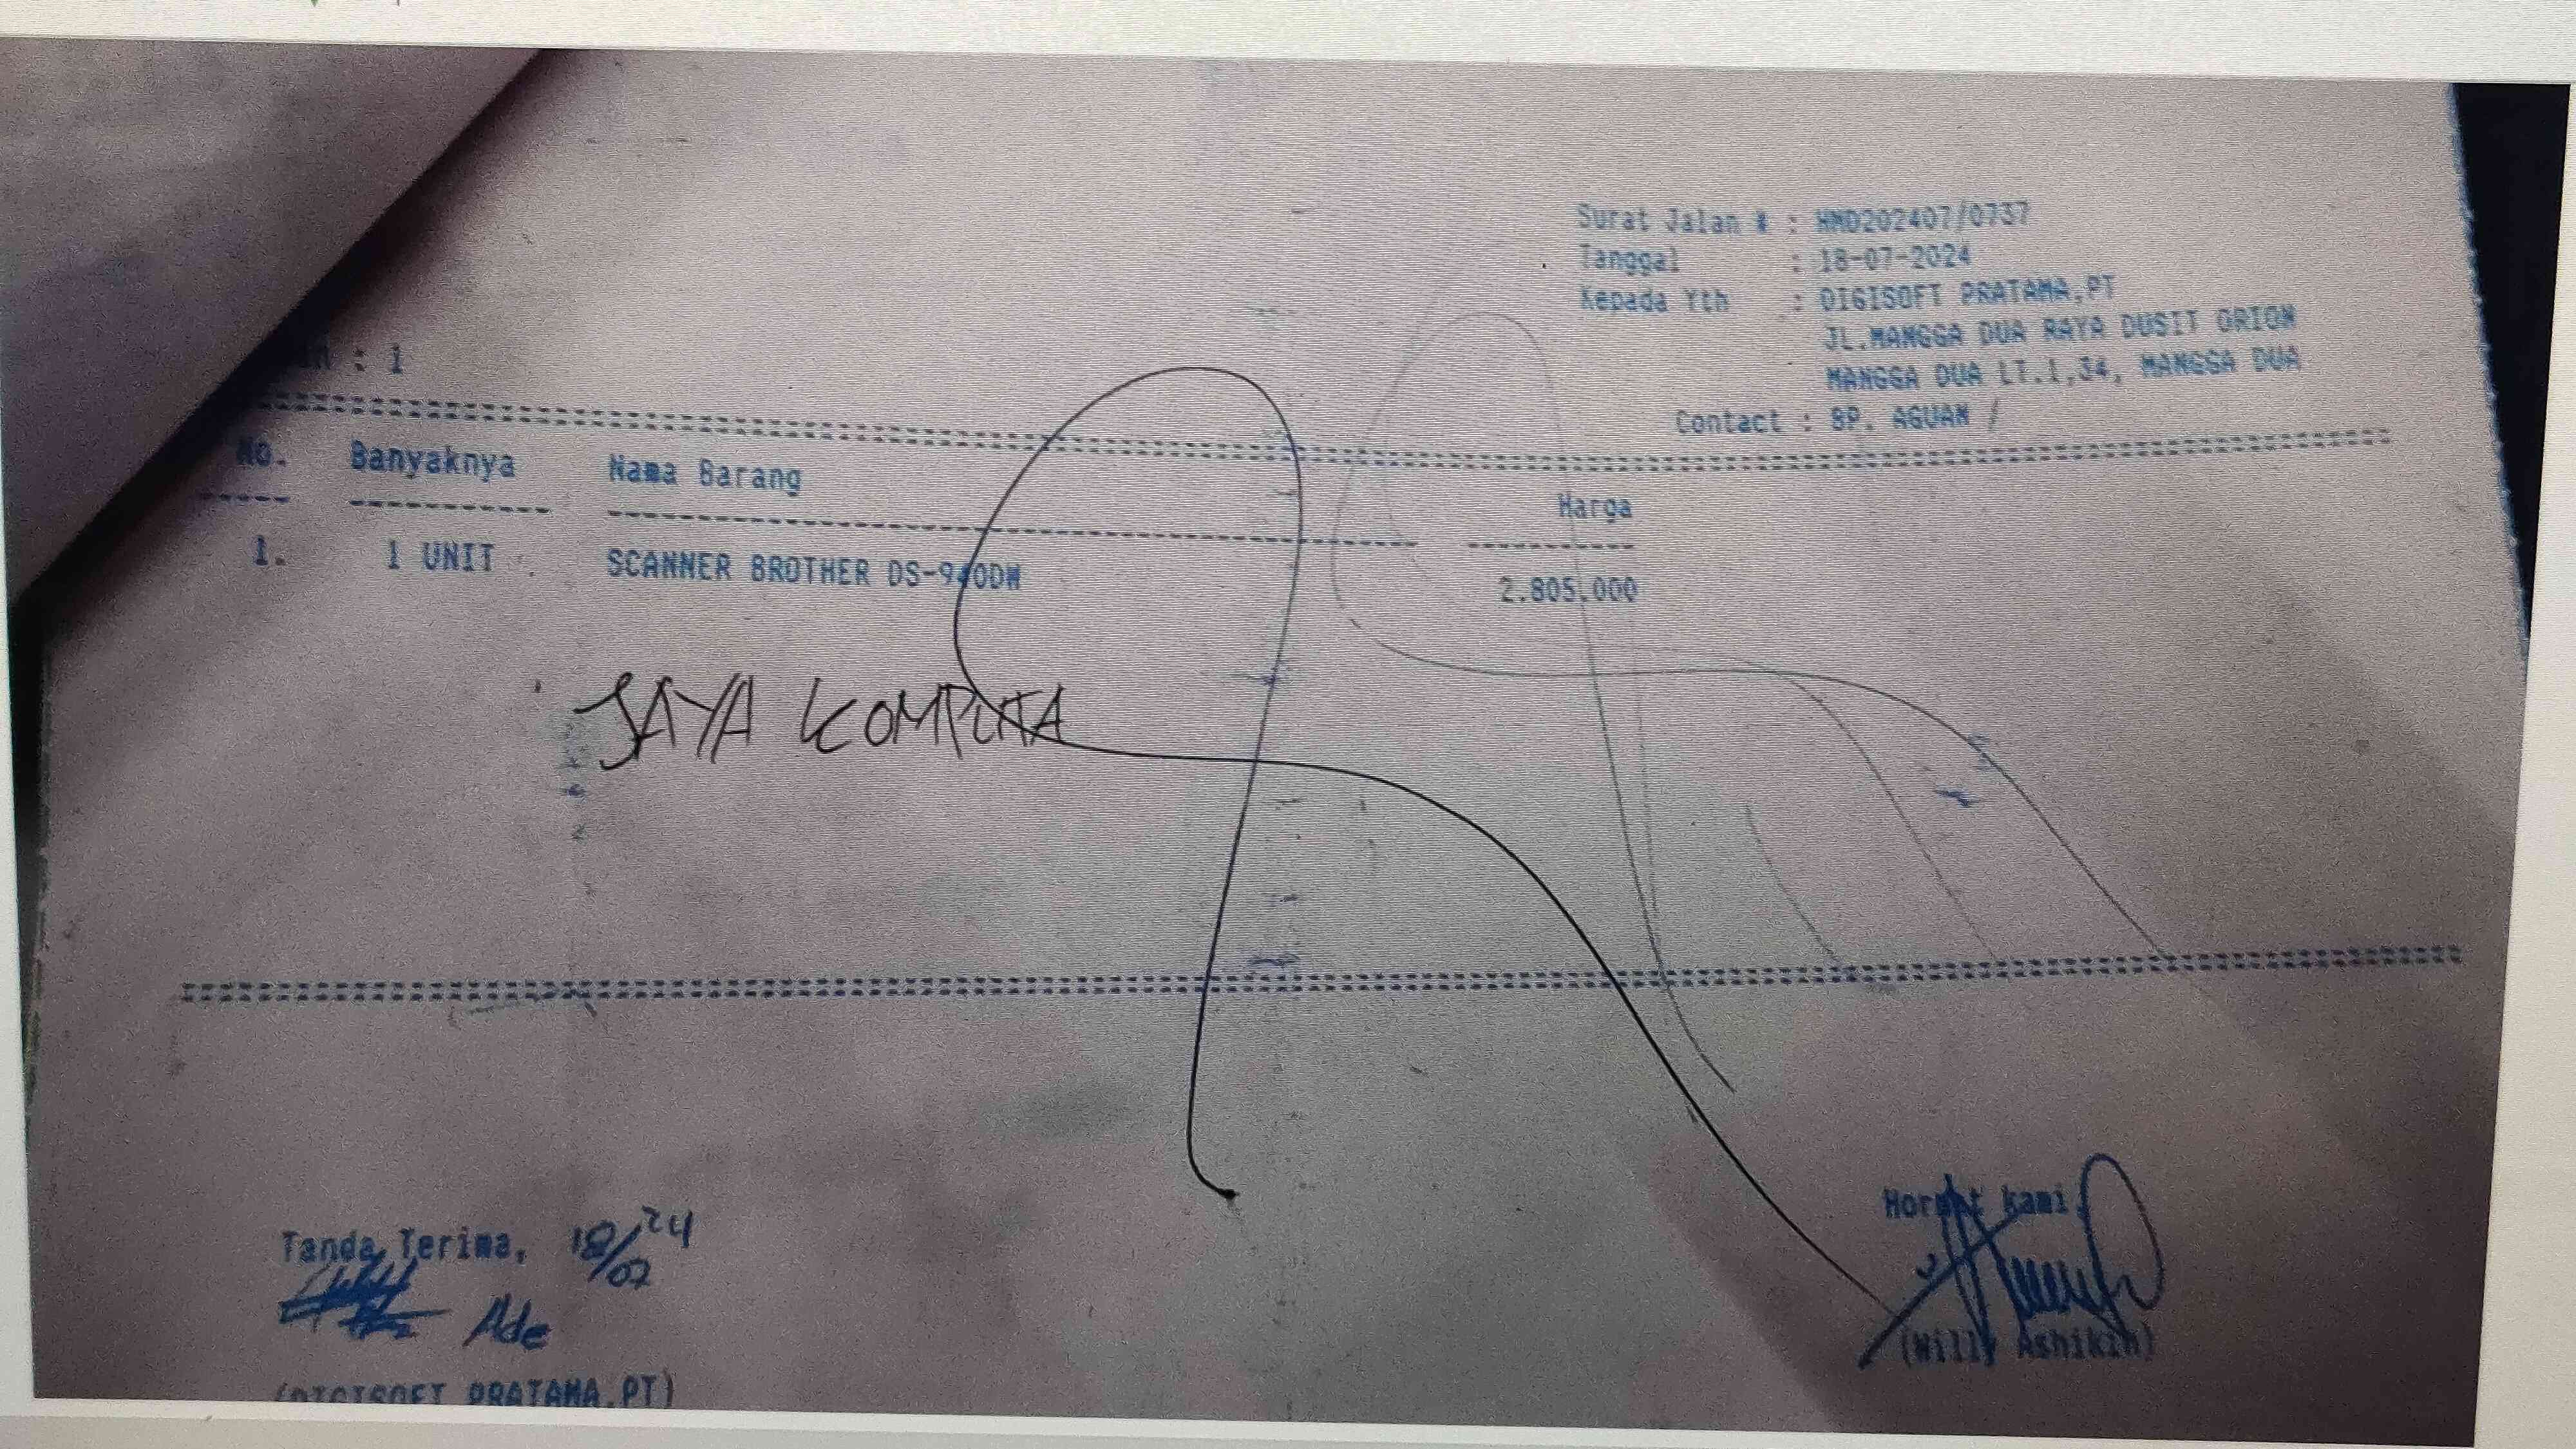 Surat Jalan # : HMD202407/0737
Tanggal : 18-07-2024
Kepada Yth : DIGISOFT PRATAMA,PT
JL.MANGGA DUA RAYA DUSIT ORION
MANGGA DUA LT.1,34, MANGGA DUA
: 1
Contact : BP. AGUAN /
No. Banyaknya Nama Barang Harga
1. 1 UNIT SCANNER BROTHER DS-940DW 2.805.000
JAYA
Tanda Terima, 18/07 24 Hormat kami
Ade
(Willy Ashikin)
(DIGISOFT PRATAMA,PT)